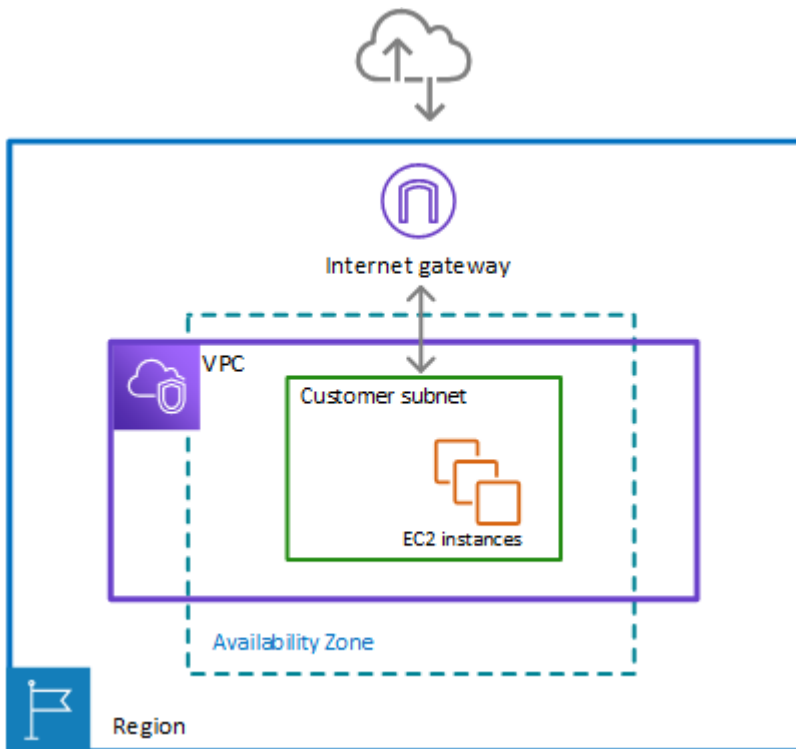 Internet gateway
VPC
Customer subnet
EC2 instances
Availability Zone
Region